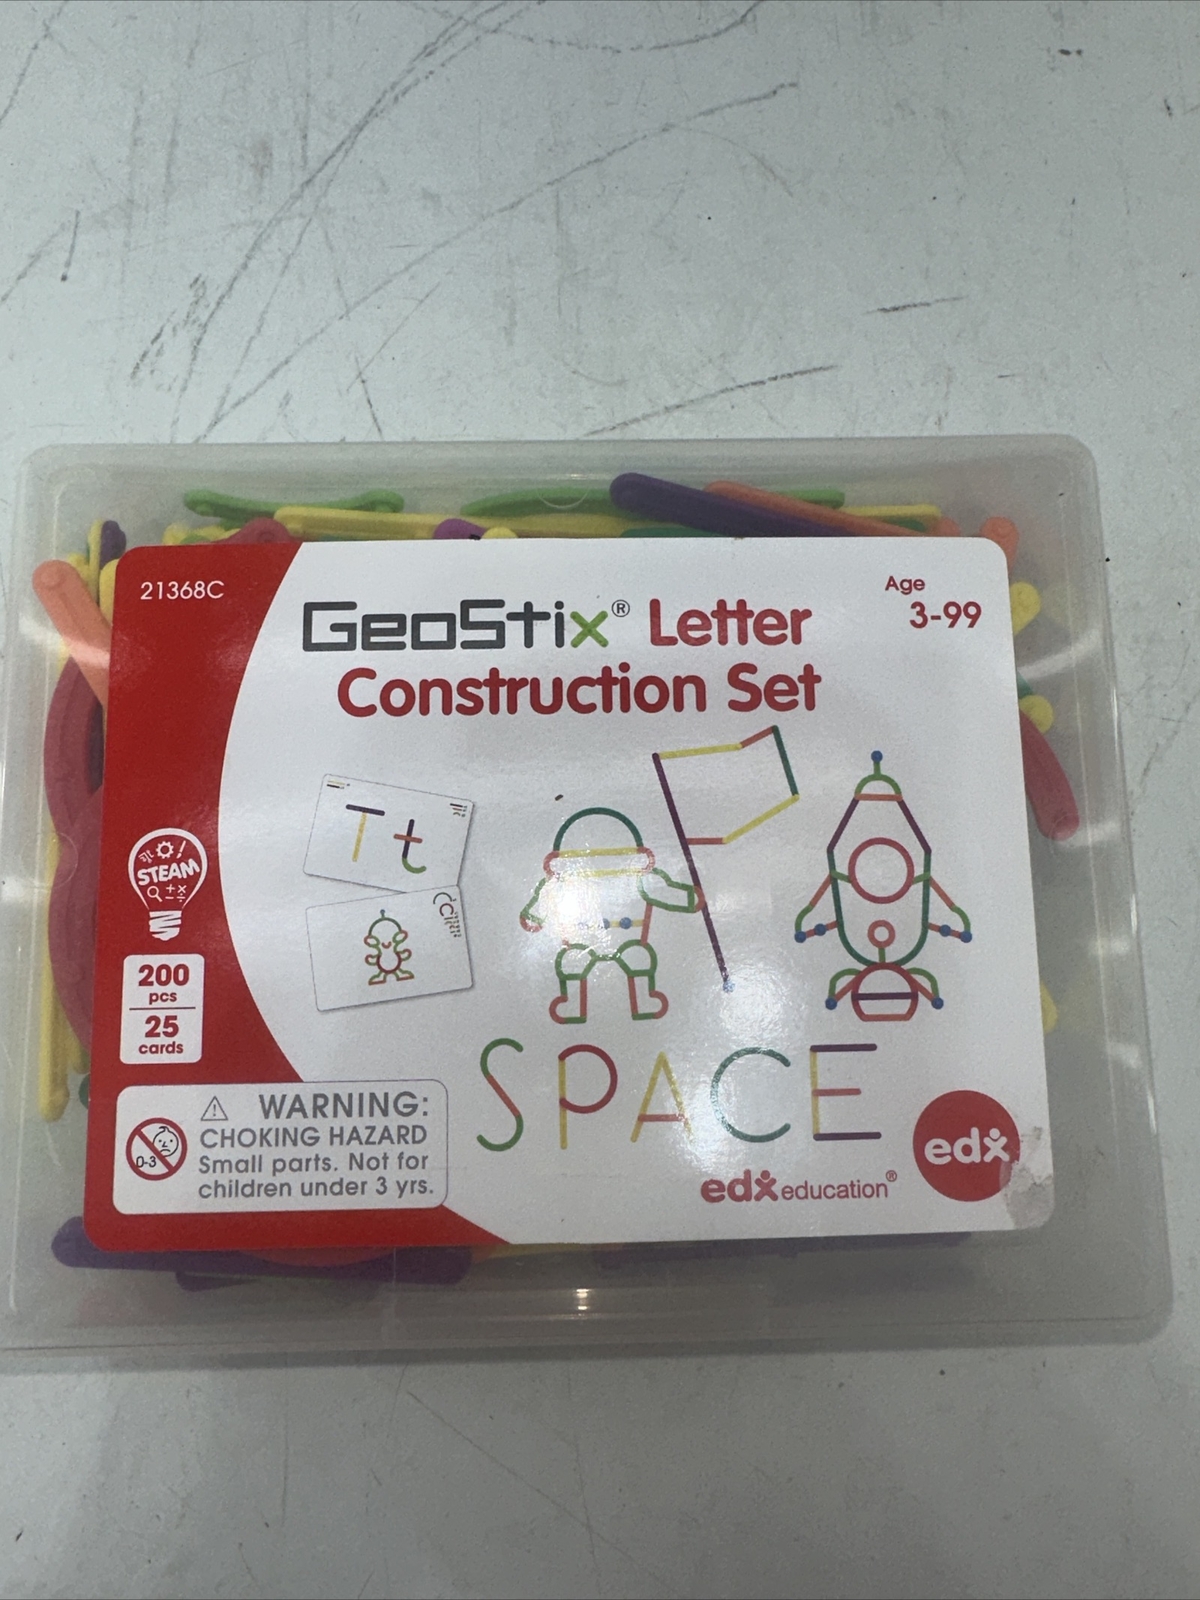 21368C
Age
3-99
GeoStix® Letter
Construction Set
T t
STEAM
200
pcs
25
cards
SPACE
WARNING:
CHOKING HAZARD
Small parts. Not for
children under 3 yrs.
0-3
edx education®
edx